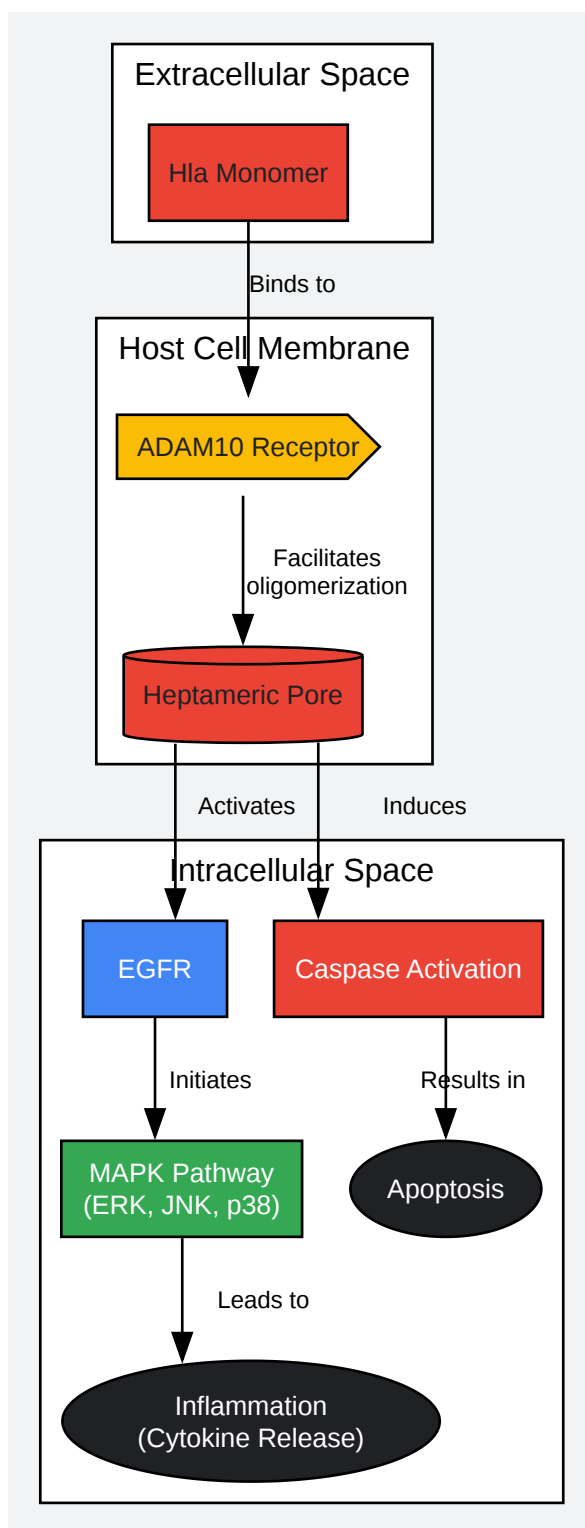 Extracellular Space
Hla Monomer
Binds to
Host Cell Membrane
ADAM10 Receptor
Facilitates
oligomerization
Heptameric Pore
Activates
Induces
Intracellular Space
EGFR
Caspase Activation
Initiates
Results in
MAPK Pathway
(ERK, JNK, p38)
Apoptosis
Leads to
Inflammation
(Cytokine Release)